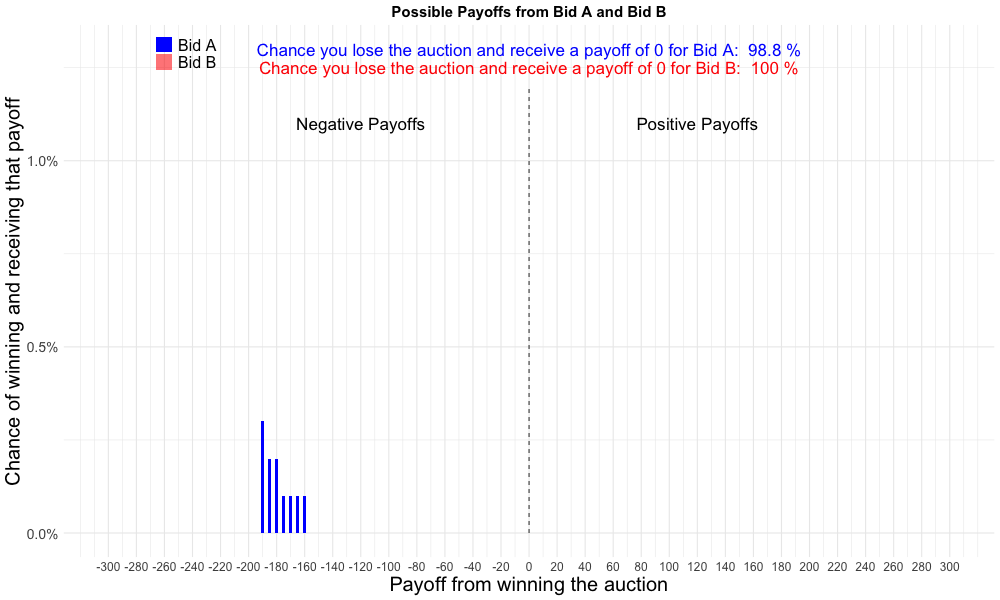 Possible Payoffs from Bid A and Bid B
Bid A
Bid B
Chance you lose the auction and receive a payoff of 0 for Bid A: 98.8 %
Chance you lose the auction and receive a payoff of 0 for Bid B: 100 %
Negative Payoffs
Positive Payoffs
Chance of winning and receiving that payoff
1.0%
0.5%
0.0%
-300 -280 -260 -240 -220 -200 -180 -160 -140 -120 -100 -80 -60 -40 -20 0 20 40 60 80 100 120 140 160 180 200 220 240 260 280 300
Payoff from winning the auction